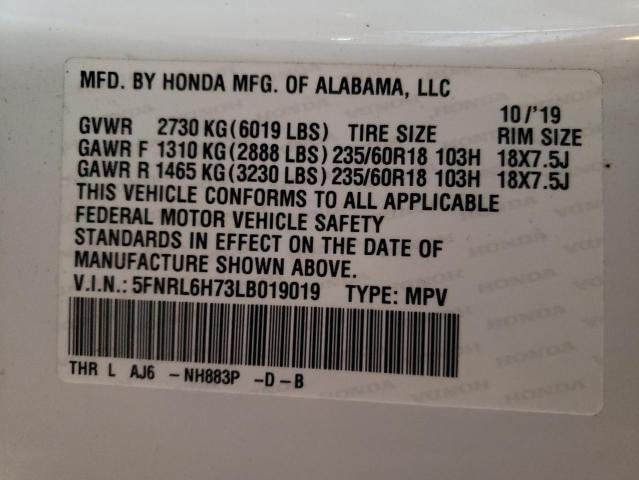 MFD. BY HONDA MFG. OF ALABAMA, LLC
10/'19
GVWR 2730 KG(6019 LBS) TIRE SIZE RIM SIZE
GAWR F 1310 KG(2888 LBS) 235/60R18 103H 18X7.5J
GAWR R 1465 KG(3230 LBS) 235/60R18 103H 18X7.5J
THIS VEHICLE CONFORMS TO ALL APPLICABLE
FEDERAL MOTOR VEHICLE SAFETY
STANDARDS IN EFFECT ON THE DATE OF
MANUFACTURE SHOWN ABOVE.
V.I.N.: 5FNRL6H73LB019019 TYPE: MPV
THR L AJ6 -NH883P -D-B